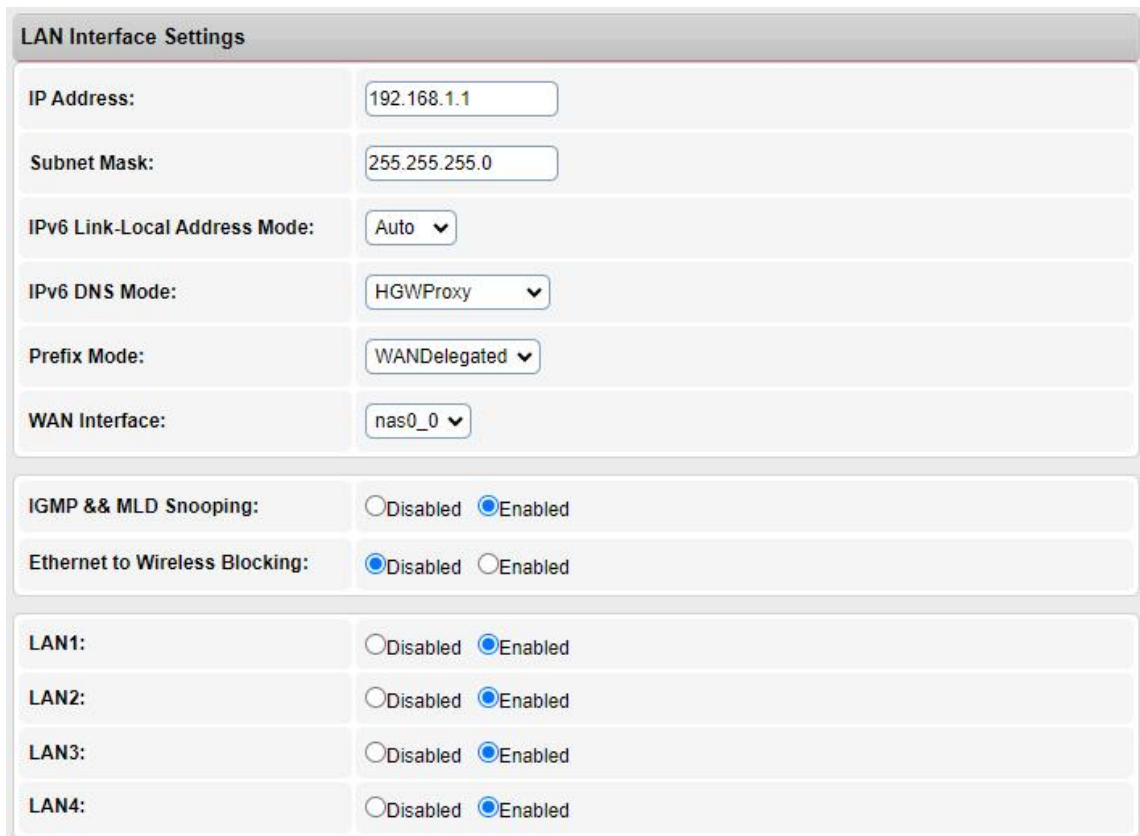 LAN Interface Settings
IP Address: 192.168.1.1
Subnet Mask: 255.255.255.0
IPv6 Link-Local Address Mode: Auto
IPv6 DNS Mode: HGWProxy
Prefix Mode: WANDelegated
WAN Interface: nas0_0
IGMP && MLD Snooping: Disabled Enabled
Ethernet to Wireless Blocking: Disabled Enabled
LAN1: Disabled Enabled
LAN2: Disabled Enabled
LAN3: Disabled Enabled
LAN4: Disabled Enabled